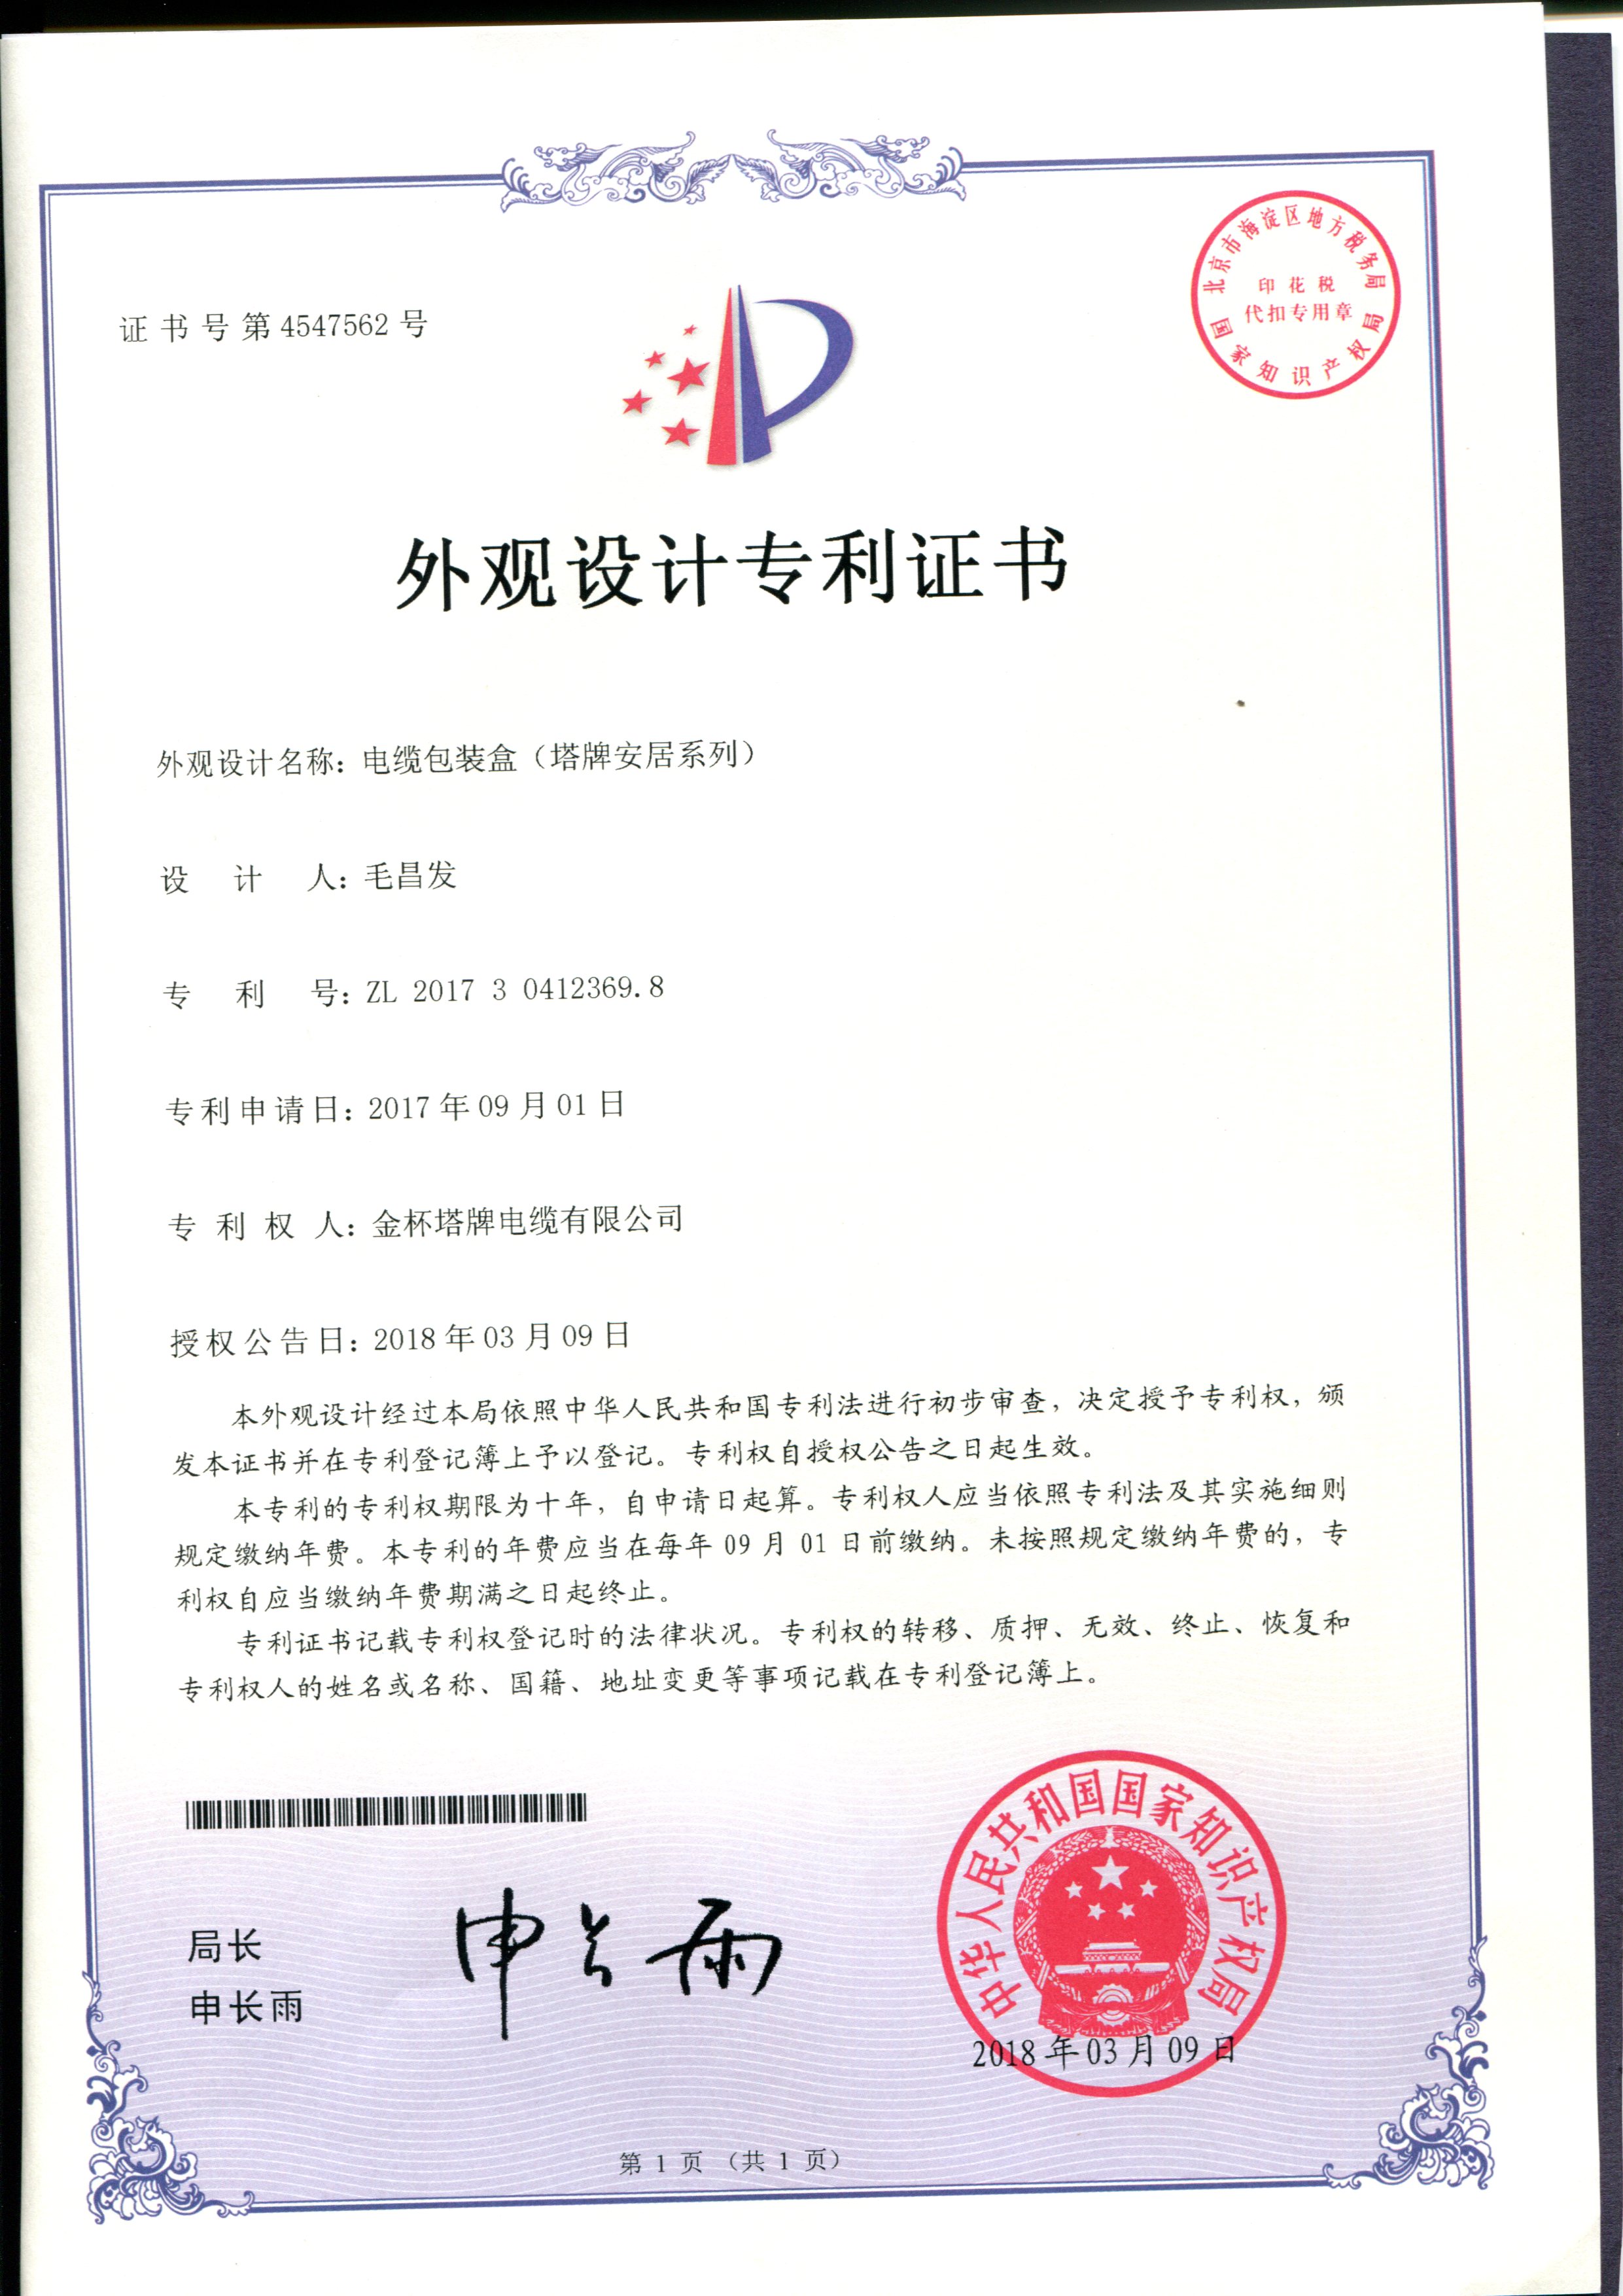 证书号第4547562号
北京市海淀区地方税务局
印花税
代扣专用章
国家知识产权局
外观设计专利证书
外观设计名称：电缆包装盒（塔牌安居系列）
设计人：毛昌发
专利号：ZL 2017 3 0412369.8
专利申请日：2017年09月01日
专利权人：金杯塔牌电缆有限公司
授权公告日：2018年03月09日
本外观设计经过本局依照中华人民共和国专利法进行初步审查，决定授予专利权，颁
发本证书并在专利登记簿上予以登记。专利权自授权公告之日起生效。
本专利的专利权期限为十年，自申请日起算。专利权人应当依照专利法及其实施细则
规定缴纳年费。本专利的年费应当在每年09月01日前缴纳。未按照规定缴纳年费的，专
利权自应当缴纳年费期满之日起终止。
专利证书记载专利权登记时的法律状况。专利权的转移、质押、无效、终止、恢复和
专利权人的姓名或名称、国籍、地址变更等事项记载在专利登记簿上。
局长
申长雨
申长雨
中华人民共和国国家知识产权局
2018年03月09日
第1页（共1页）